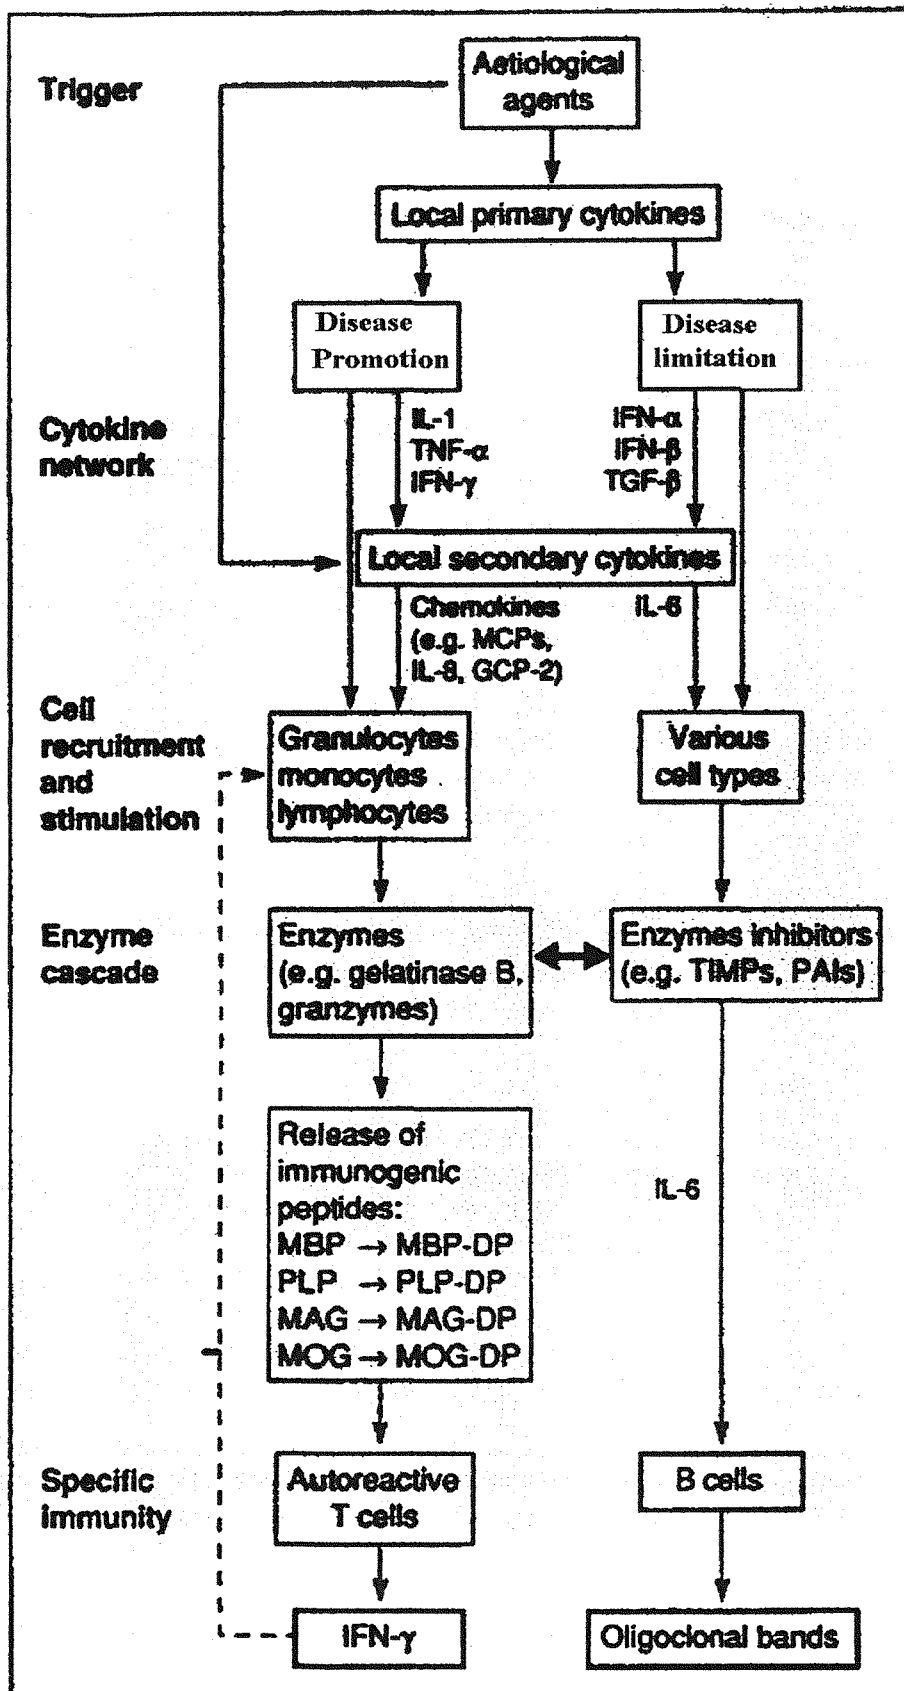 Trigger
Aetiological
agents
Local primary cytokines
Disease
Promotion
Disease
limitation
Cytokine
network
IL-1
TNF-α
IFN-γ
IFN-α
IFN-β
TGF-β
Local secondary cytokines
Chemokines
(e.g. MCPs,
IL-8, GCP-2)
IL-6
Cell
recruitment
and
stimulation
Granulocytes
monocytes
lymphocytes
Various
cell types
Enzyme
cascade
Enzymes
(e.g. gelatinase B,
granzymes)
Enzymes inhibitors
(e.g. TIMPs, PAIs)
Release of
immunogenic
peptides:
MBP → MBP-DP
PLP → PLP-DP
MAG → MAG-DP
MOG → MOG-DP
IL-6
Specific
immunity
Autoreactive
T cells
B cells
IFN-γ
Oligoclonal bands